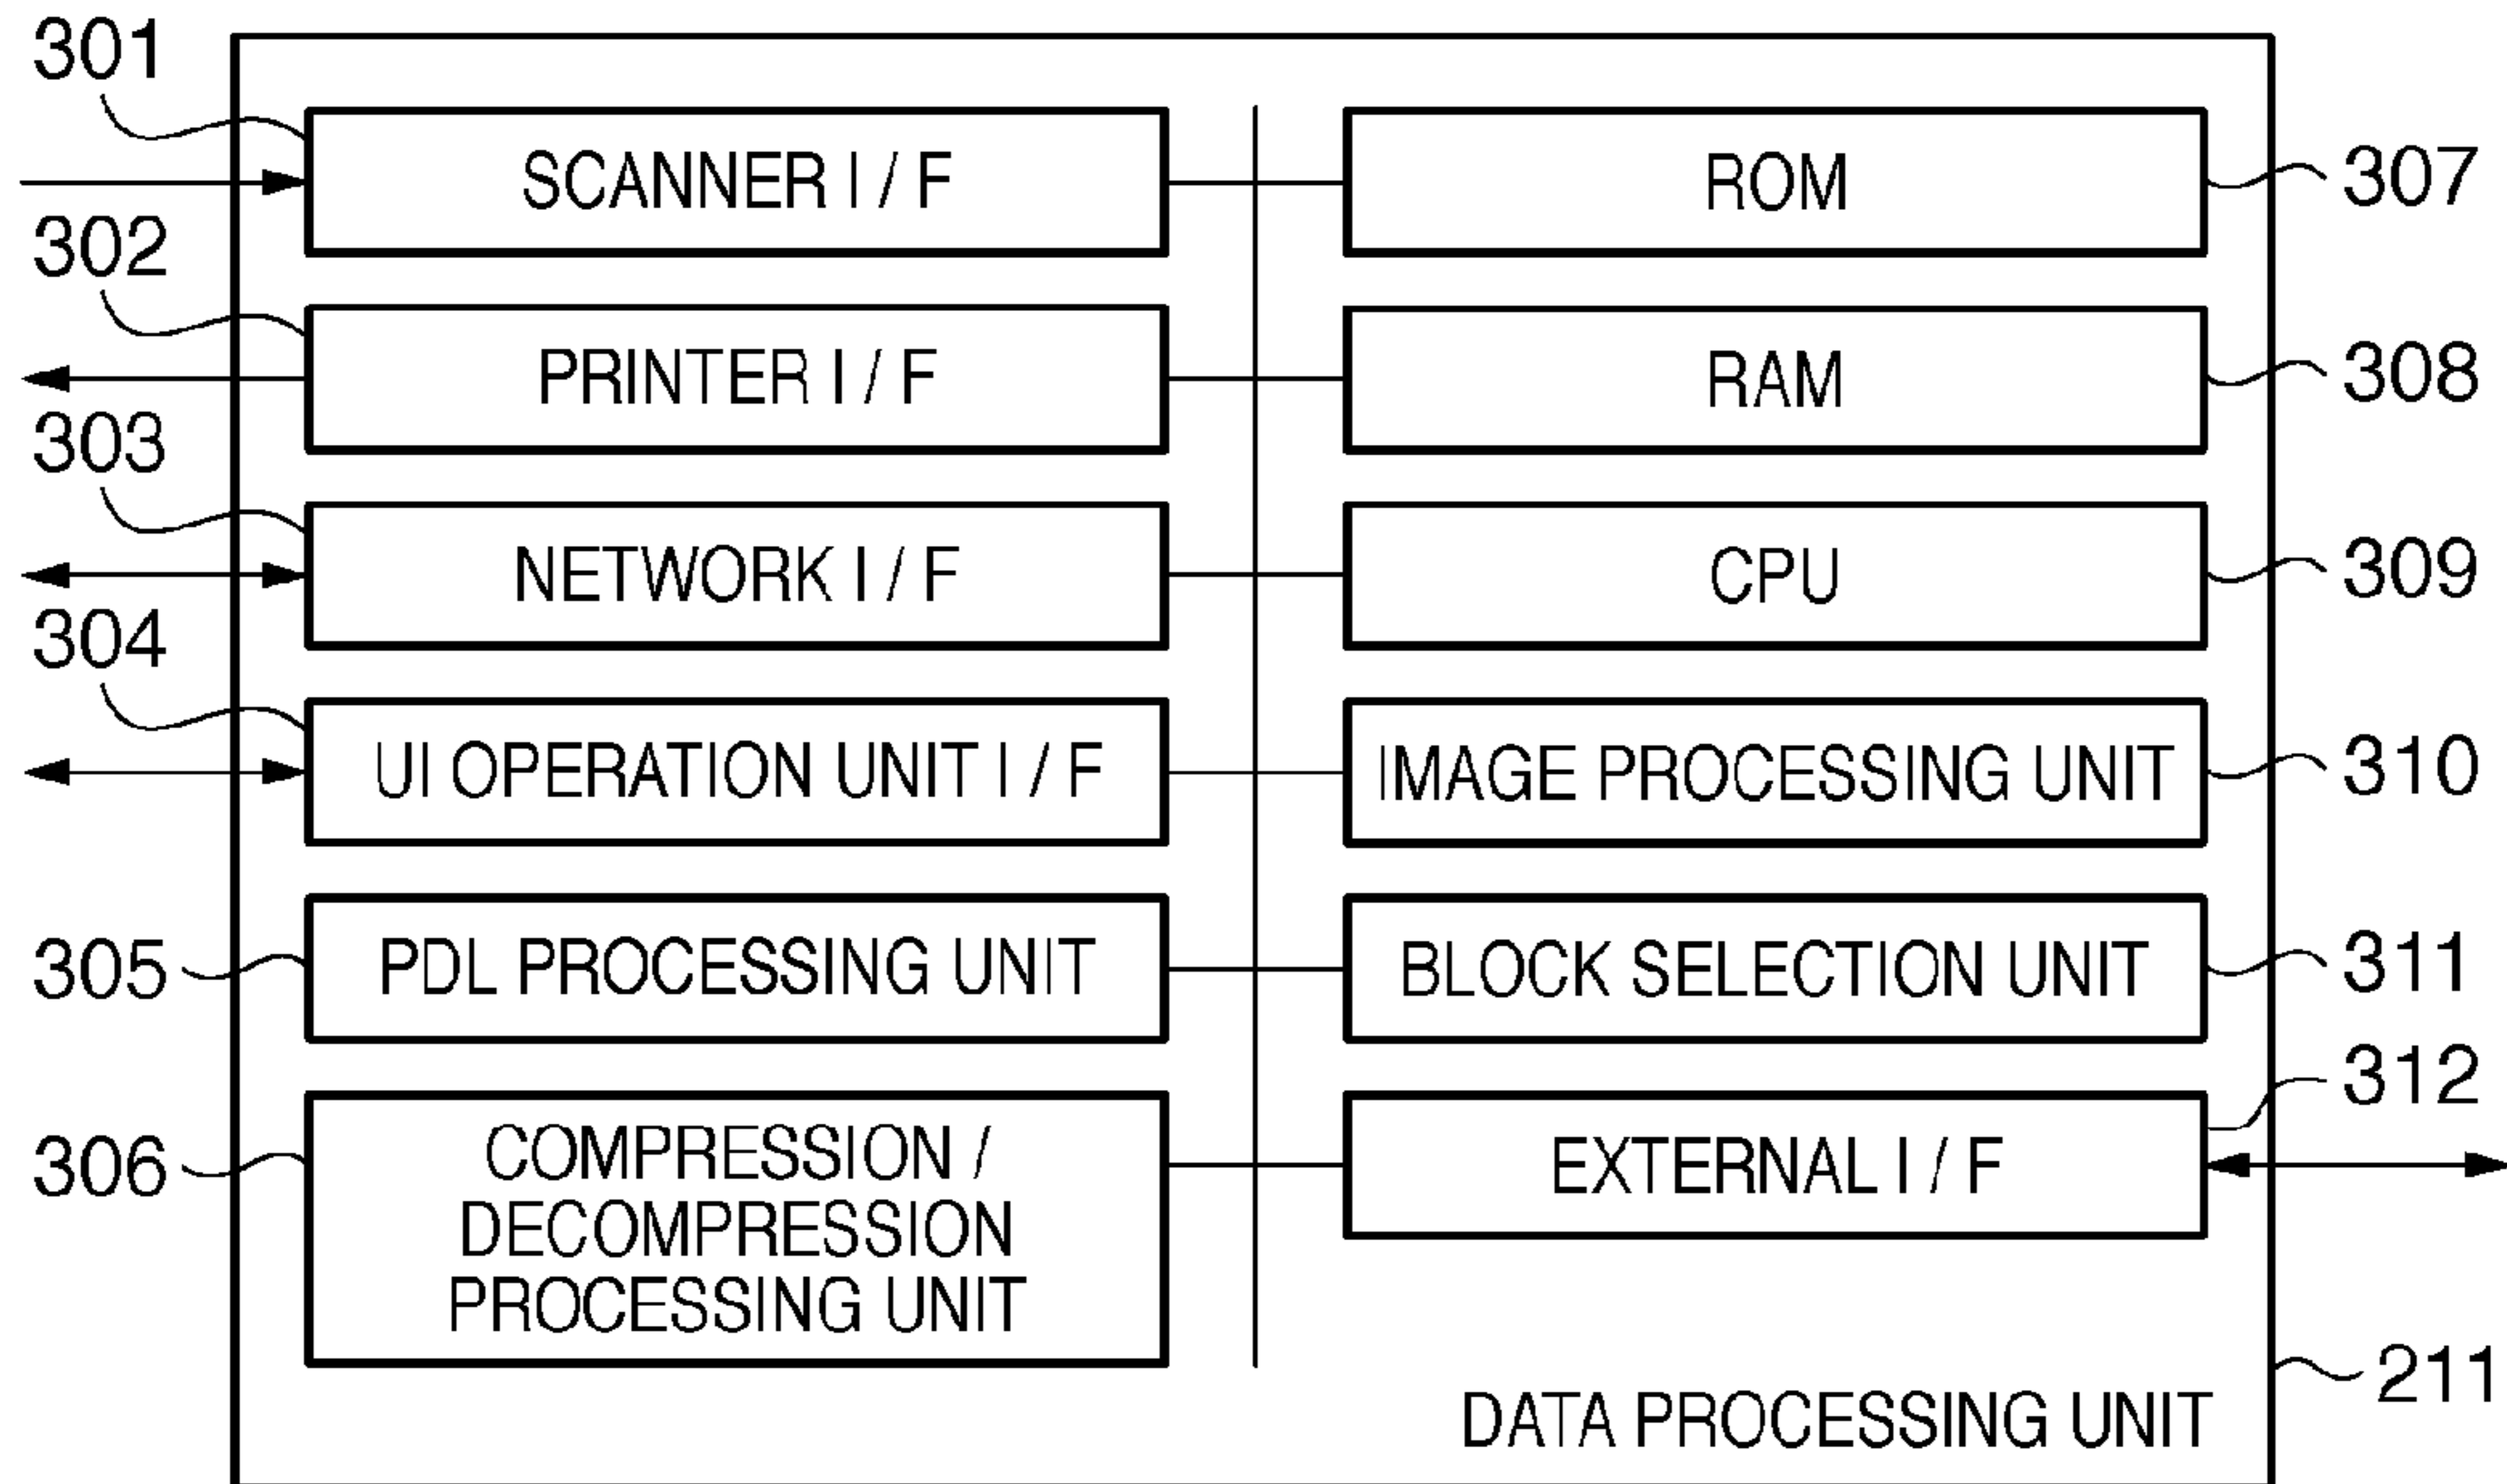 301
SCANNER I / F
ROM
307
302
PRINTER I / F
RAM
308
303
NETWORK I / F
CPU
309
304
UI OPERATION UNIT I / F
IMAGE PROCESSING UNIT
310
305
PDL PROCESSING UNIT
BLOCK SELECTION UNIT
311
306
COMPRESSION /
DECOMPRESSION
PROCESSING UNIT
EXTERNAL I / F
312
DATA PROCESSING UNIT
211